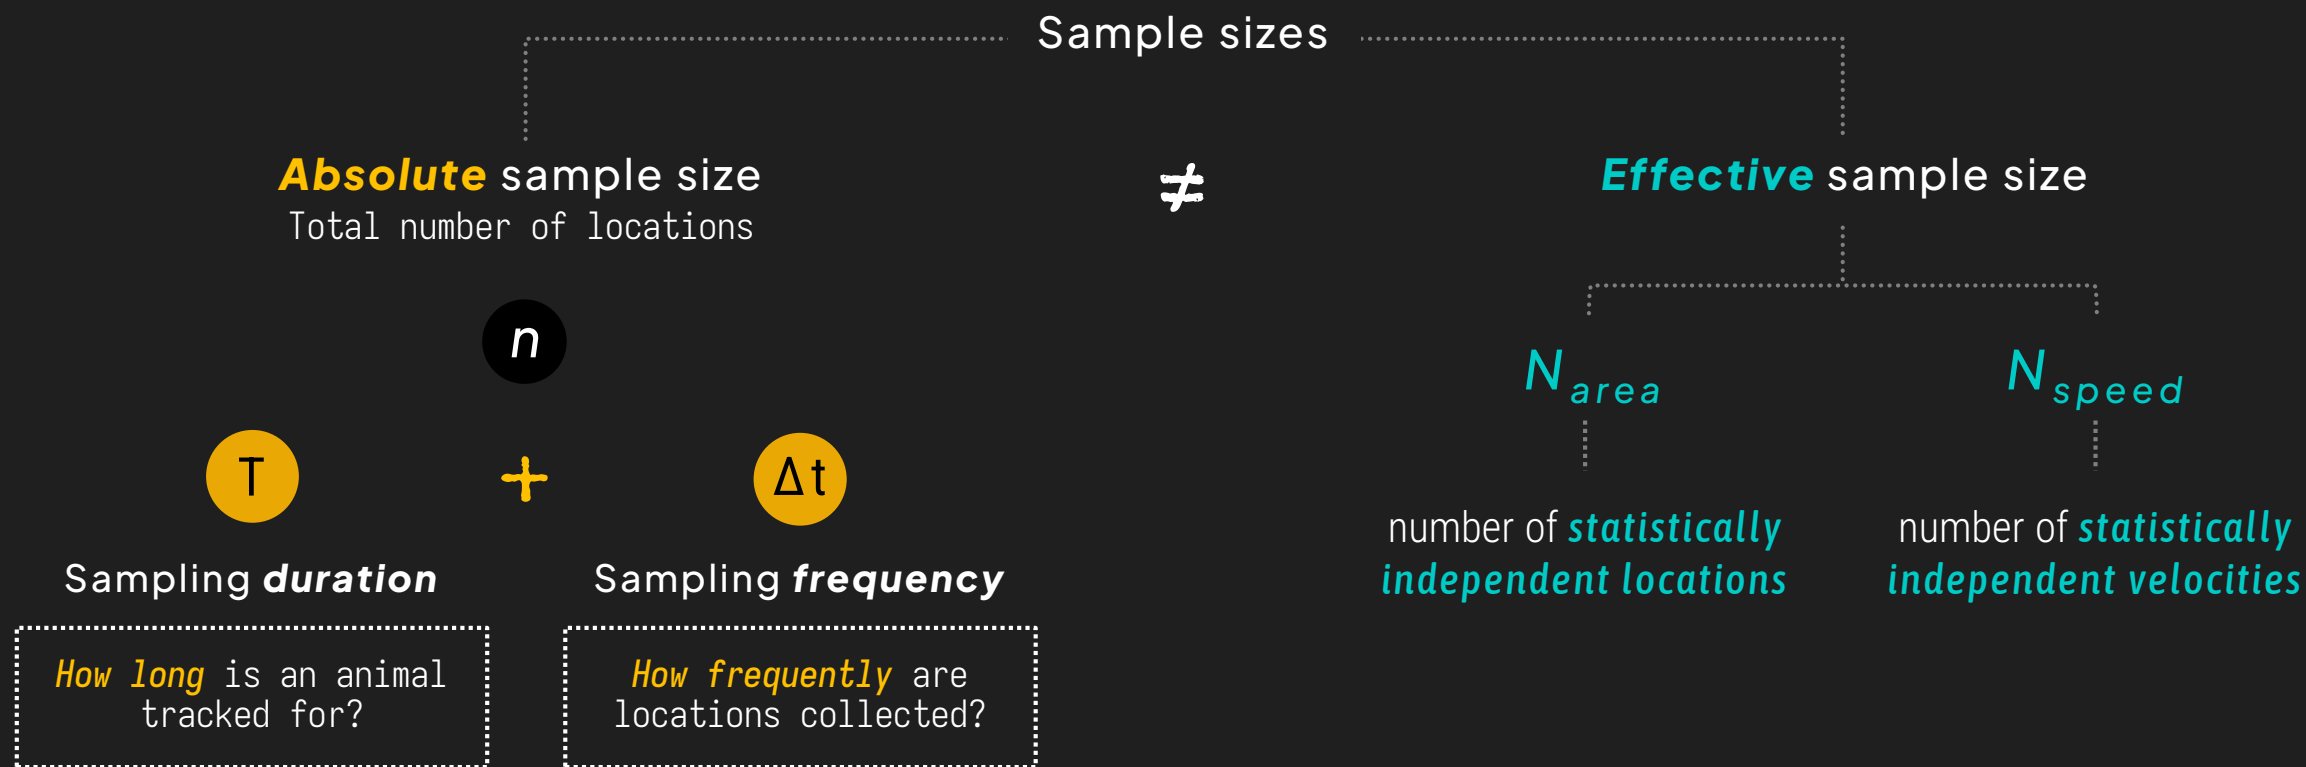 Sample sizes
Absolute sample size
Total number of locations
n
T + Δt
Sampling duration
How long is an animal
tracked for?
Sampling frequency
How frequently are
locations collected?
≠
Effective sample size
N area
number of statistically
independent locations
N speed
number of statistically
independent velocities